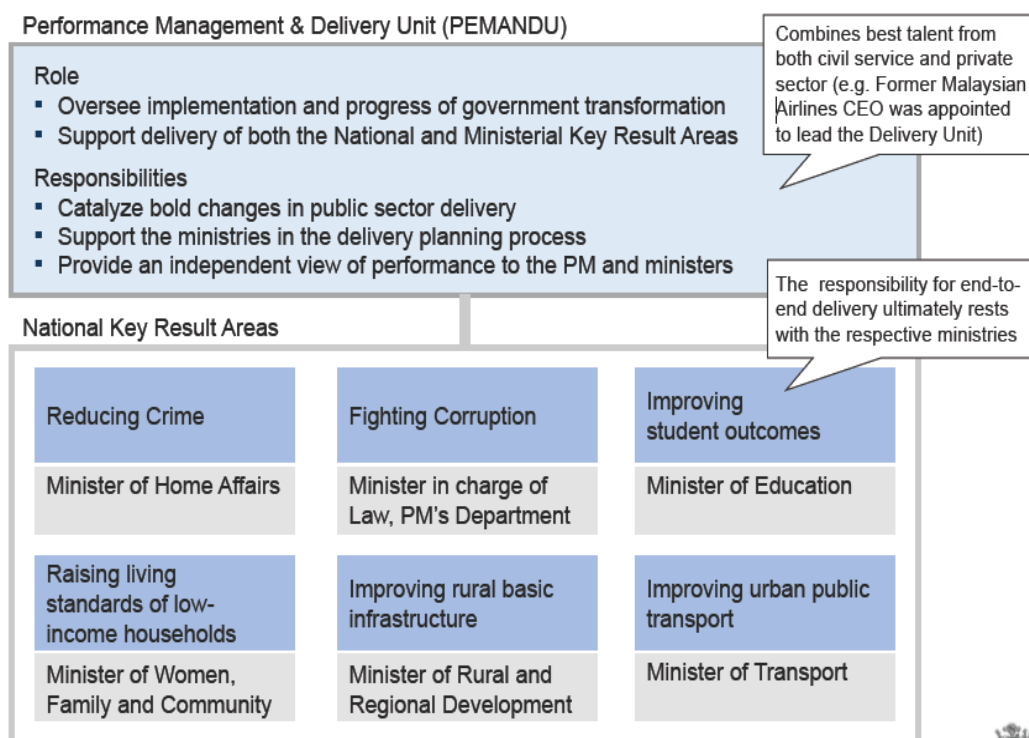 Performance Management & Delivery Unit (PEMANDU)
Combines best talent from
both civil service and private
sector (e.g. Former Malaysian
Airlines CEO was appointed
to lead the Delivery Unit)
Role
▪ Oversee implementation and progress of government transformation
▪ Support delivery of both the National and Ministerial Key Result Areas
Responsibilities
▪ Catalyze bold changes in public sector delivery
▪ Support the ministries in the delivery planning process
▪ Provide an independent view of performance to the PM and ministers
The responsibility for end-to-
end delivery ultimately rests
with the respective ministries
National Key Result Areas
Reducing Crime
Minister of Home Affairs
Fighting Corruption
Minister in charge of
Law, PM's Department
Improving
student outcomes
Minister of Education
Raising living
standards of low-
income households
Minister of Women,
Family and Community
Improving rural basic
infrastructure
Minister of Rural and
Regional Development
Improving urban public
transport
Minister of Transport